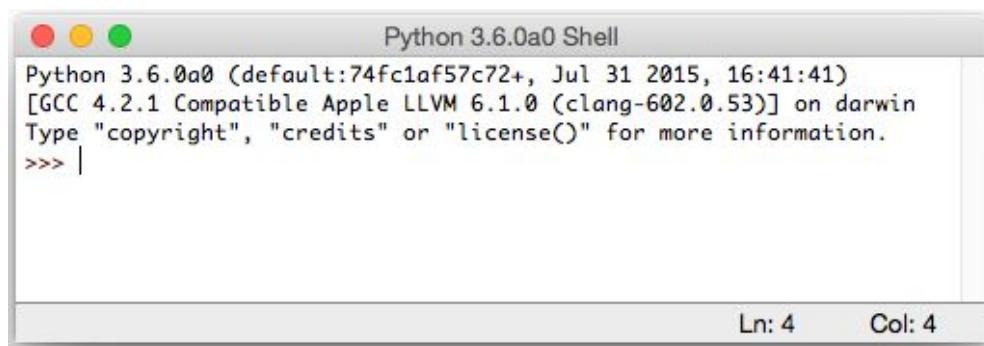 Python 3.6.0a0 Shell
Python 3.6.0a0 (default:74fc1af57c72+, Jul 31 2015, 16:41:41)
[GCC 4.2.1 Compatible Apple LLVM 6.1.0 (clang-602.0.53)] on darwin
Type "copyright", "credits" or "license()" for more information.
>>>
Ln: 4 Col: 4